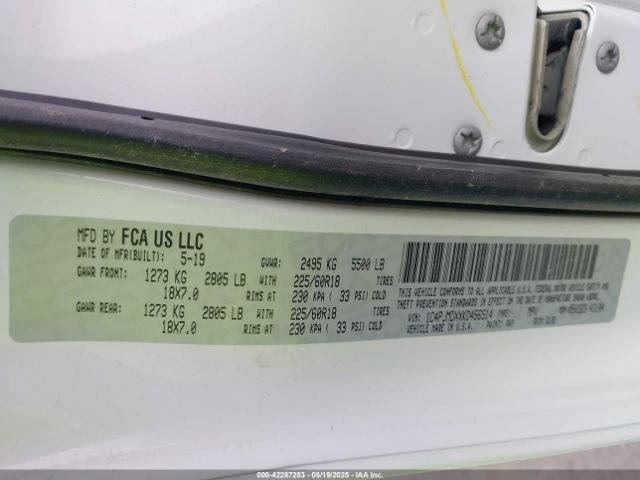 MFD BY FCA US LLC
DATE OF MFR(BUILT): 5-19 GVWR: 2495 KG 5500 LB
GAWR FRONT: 1273 KG 2805 LB WITH 225/60R18 TIRES
18X7.0 RIMS AT 230 KPA ( 33 PSI) COLD
GAWR REAR: 1273 KG 2805 LB WITH 225/60R18 TIRES
18X7.0 RIMS AT 230 KPA ( 33 PSI) COLD
THIS VEHICLE CONFORMS TO ALL APPLICABLE U.S.A. FEDERAL MOTOR VEHICLE SAFETY AND
THEFT PREVENTION STANDARDS IN EFFECT ON THE DATE OF MANUFACTURE SHOWN ABOVE.
VEHICLE MADE IN U.S.A.
VIN: TYPE: MPV
000-42287253 - 05/19/2025 - IAAI